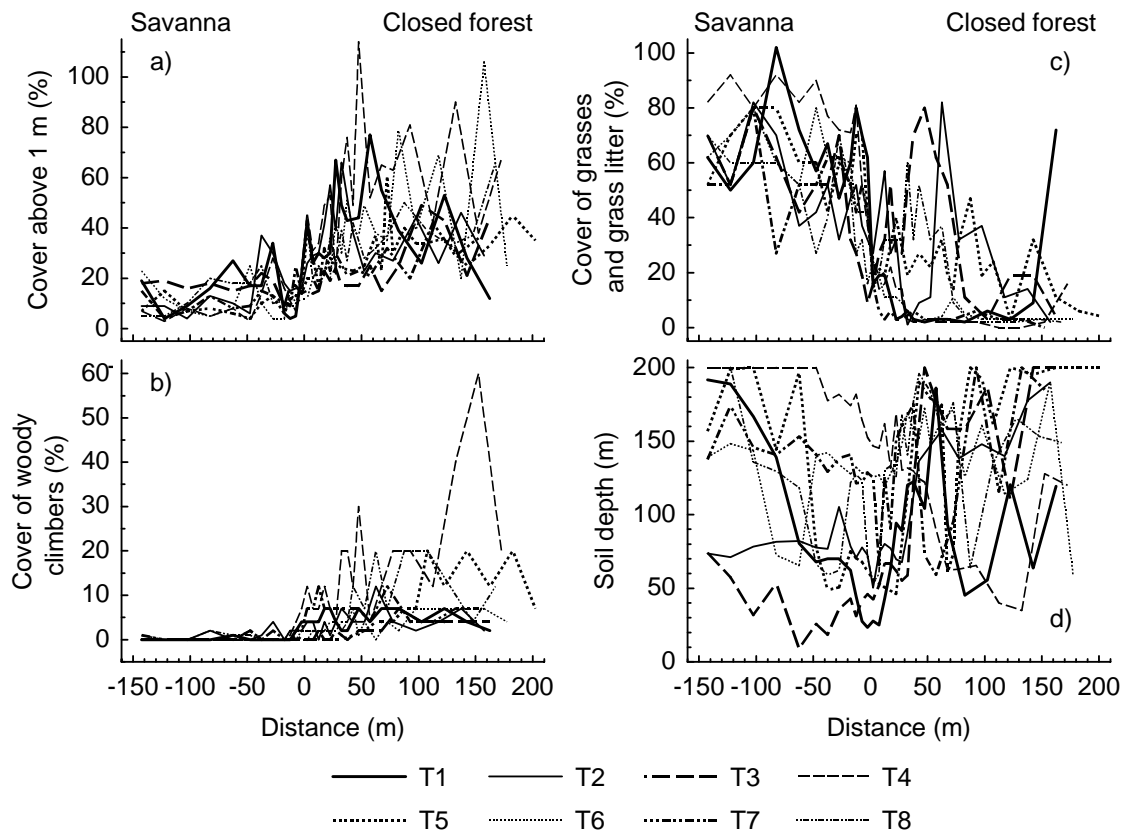 Savanna Closed forest
a)
Cover above 1 m (%)
100
80
60
40
20
0
b)
Cover of woody
climbers (%)
60
50
40
30
20
10
0
-150 -100 -50 0 50 100 150 200
Distance (m)
Savanna Closed forest
c)
Cover of grasses
and grass litter (%)
100
80
60
40
20
0
d)
Soil depth (m)
200
150
100
50
0
-150 -100 -50 0 50 100 150 200
Distance (m)
T1 T2 T3 T4
T5 T6 T7 T8